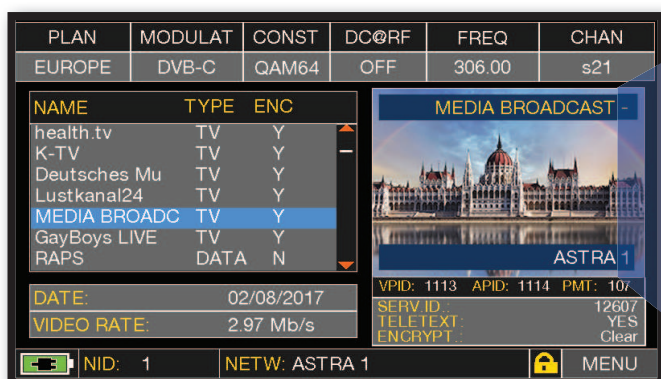 PLAN MODULAT CONST DC@RF FREQ CHAN
EUROPE DVB-C QAM64 OFF 306.00 s21
NAME TYPE ENC
health.tv TV Y
K-TV TV Y
Deutsches Mu TV Y
Lustkanal24 TV Y
MEDIA BROADC TV Y
GayBoys LIVE TV Y
RAPS DATA N
DATE: 02/08/2017
VIDEO RATE: 2.97 Mb/s
MEDIA BROADCAST -
ASTRA 1
VPID: 1113 APID: 1114 PMT: 107
SERV.ID.: 12607
TELETEXT: YES
ENCRYPT.: Clear
NID: 1 NETW: ASTRA 1 MENU